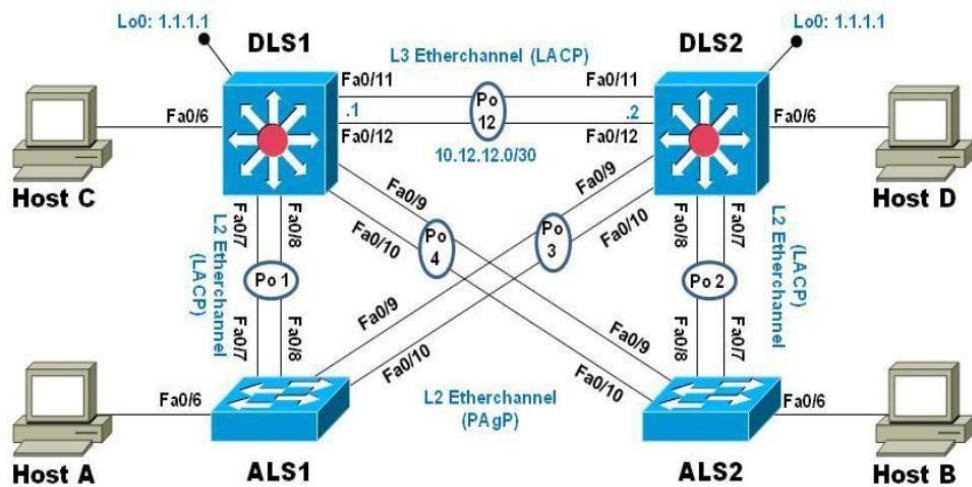 Lo0: 1.1.1.1
Lo0: 1.1.1.1
DLS1
L3 Etherchannel (LACP)
DLS2
Fa0/11
Fa0/11
Fa0/6
.1
Po
12
.2
Fa0/6
Fa0/12
Fa0/12
10.12.12.0/30
Host C
Host D
Fa0/9
Fa0/9
Fa0/10
Fa0/10
Fa0/7
Fa0/8
Fa0/8
Fa0/7
Po
4
Po
3
L2 Etherchannel
(LACP)
Po 1
Po 2
L2 Etherchannel
(LACP)
Fa0/7
Fa0/8
Fa0/9
Fa0/10
Fa0/9
Fa0/10
Fa0/8
Fa0/7
Fa0/6
L2 Etherchannel
(PAgP)
Fa0/6
Host A
ALS1
ALS2
Host B